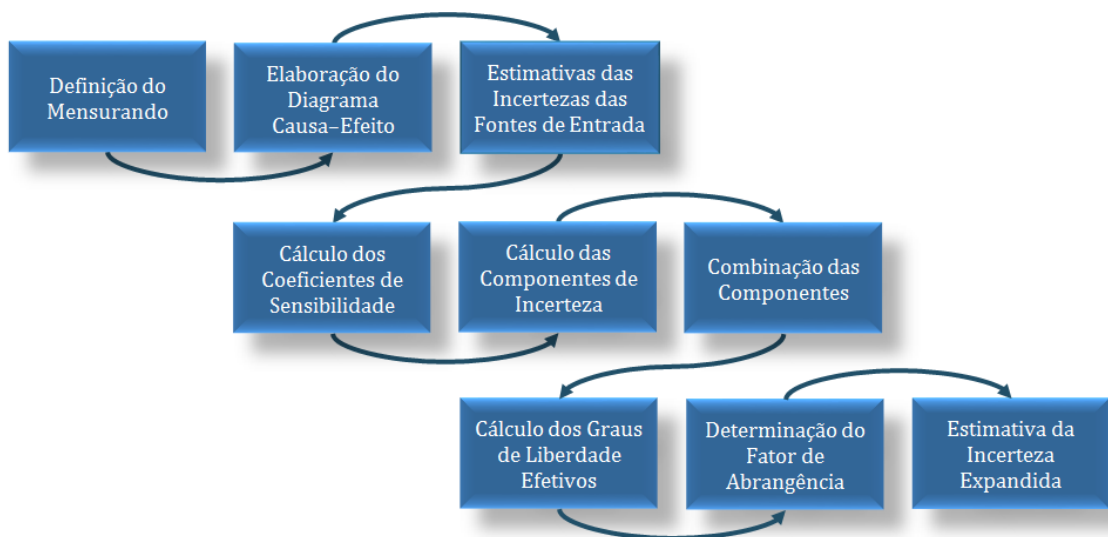 Definição do
Mensurando
Elaboração do
Diagrama
Causa–Efeito
Estimativas das
Incertezas das
Fontes de Entrada
Cálculo dos
Coeficientes de
Sensibilidade
Cálculo das
Componentes de
Incerteza
Combinação das
Componentes
Cálculo dos Graus
de Liberdade
Efetivos
Determinação do
Fator de
Abrangência
Estimativa da
Incerteza
Expandida